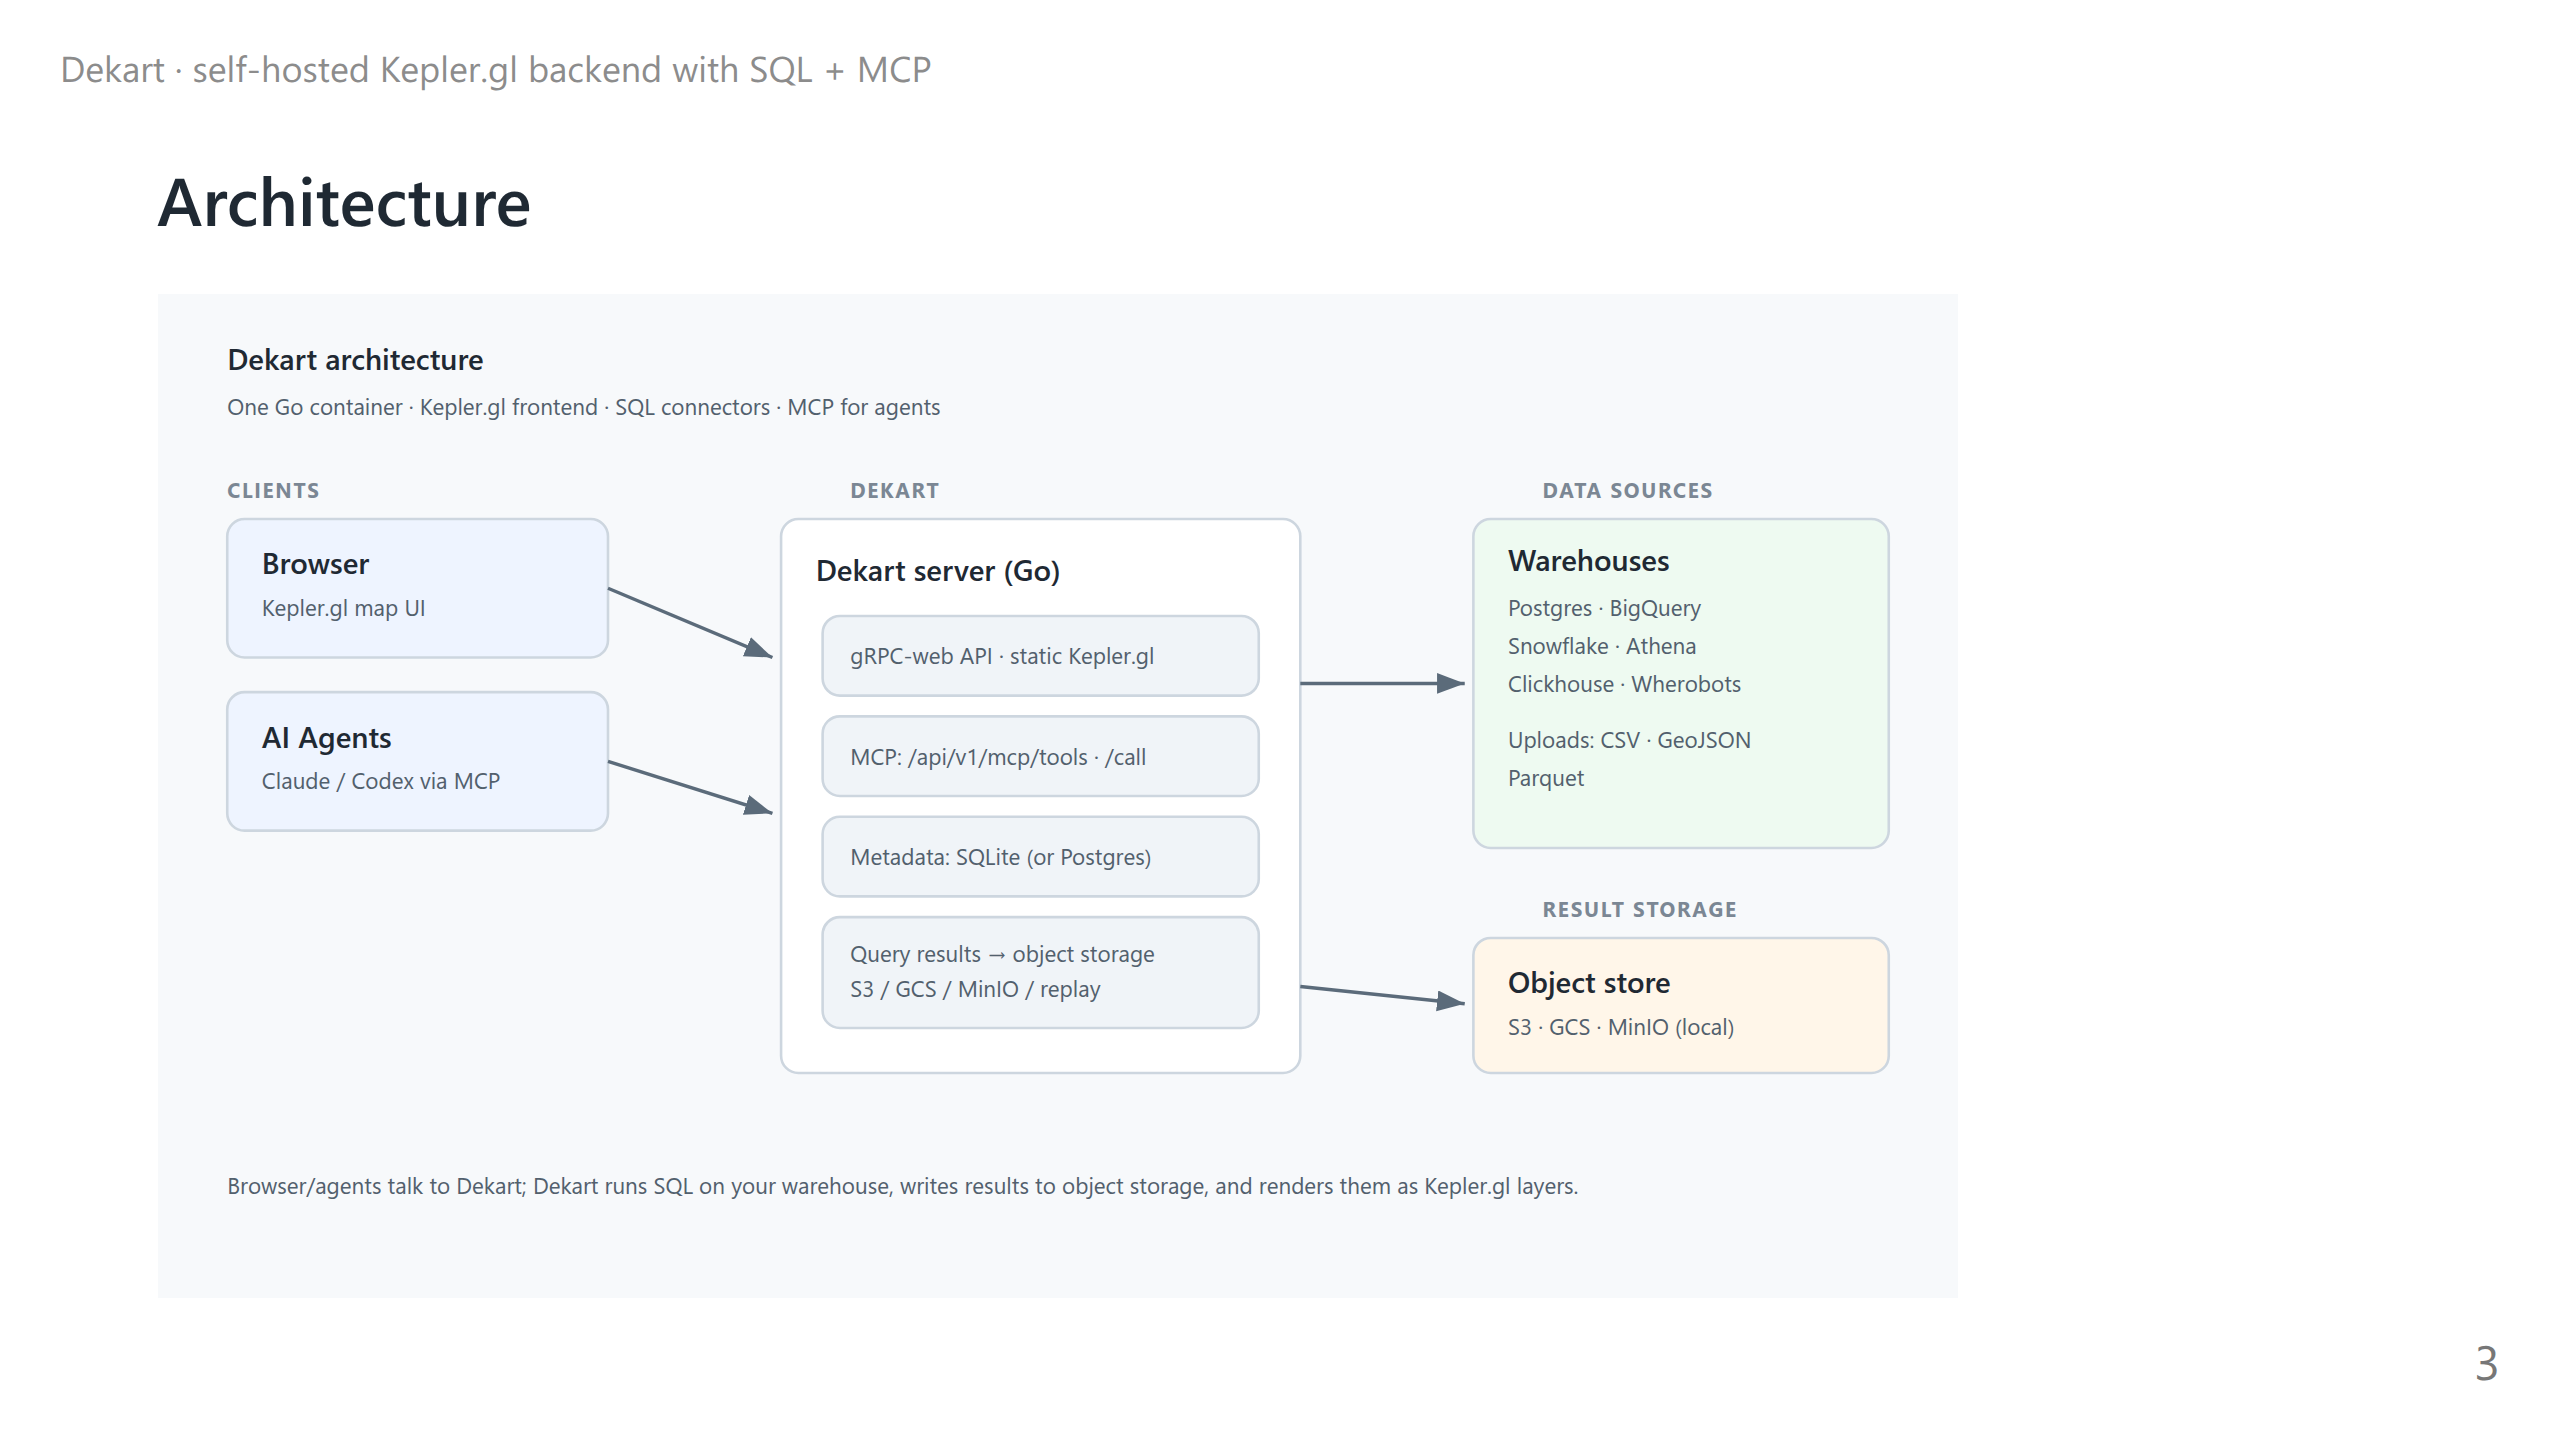 Dekart · self-hosted Kepler.gl backend with SQL + MCP
Architecture
Dekart architecture
One Go container · Kepler.gl frontend · SQL connectors · MCP for agents
CLIENTS
Browser
Kepler.gl map UI
AI Agents
Claude / Codex via MCP
DEKART
Dekart server (Go)
gRPC-web API · static Kepler.gl
MCP: /api/v1/mcp/tools · /call
Metadata: SQLite (or Postgres)
Query results → object storage
S3 / GCS / MinIO / replay
DATA SOURCES
Warehouses
Postgres · BigQuery
Snowflake · Athena
Clickhouse · Wherobots
Uploads: CSV · GeoJSON
Parquet
RESULT STORAGE
Object store
S3 · GCS · MinIO (local)
Browser/agents talk to Dekart; Dekart runs SQL on your warehouse, writes results to object storage, and renders them as Kepler.gl layers.
3